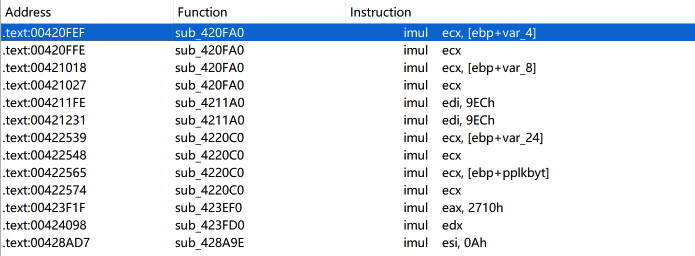 Address Function Instruction
.text:00420FEF sub_420FA0 imul ecx, [ebp+var_4]
.text:00420FFE sub_420FA0 imul ecx
.text:00421018 sub_420FA0 imul ecx, [ebp+var_8]
.text:00421027 sub_420FA0 imul ecx
.text:004211FE sub_4211A0 imul edi, 9ECh
.text:00421231 sub_4211A0 imul edi, 9ECh
.text:00422539 sub_4220C0 imul ecx, [ebp+var_24]
.text:00422548 sub_4220C0 imul ecx
.text:00422565 sub_4220C0 imul ecx, [ebp+pplkbyt]
.text:00422574 sub_4220C0 imul ecx
.text:00423F1F sub_423EF0 imul eax, 2710h
.text:00424098 sub_423FD0 imul edx
.text:00428AD7 sub_428A9E imul esi, 0Ah